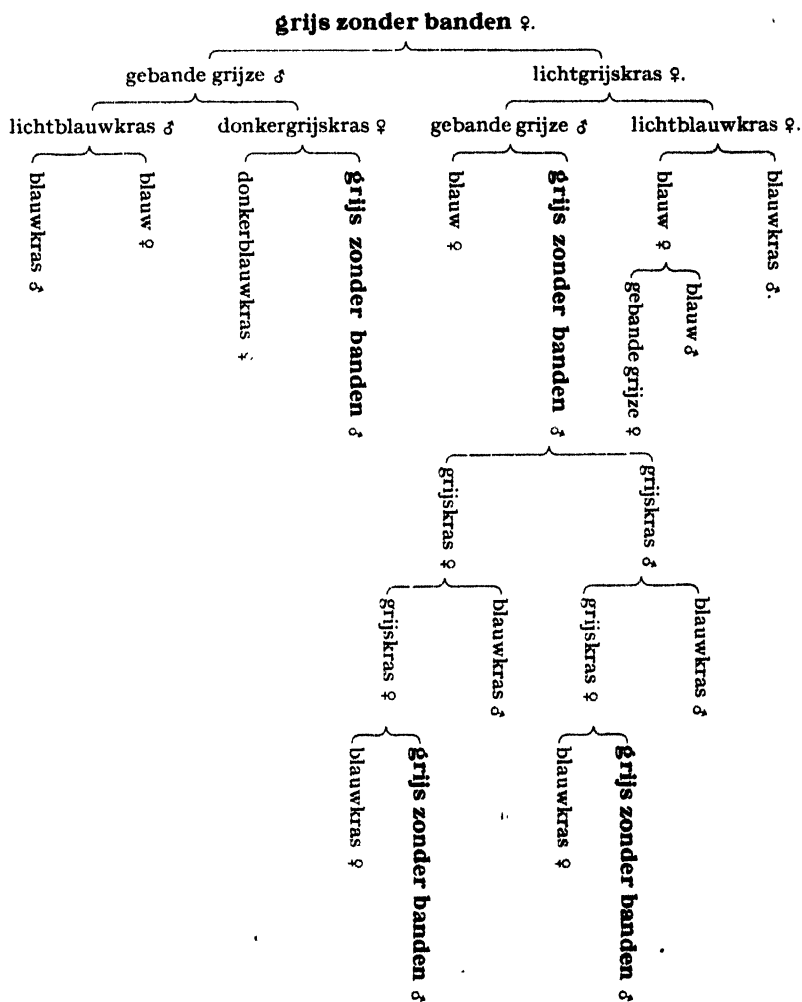 grijs zonder banden ♀.
gebande grijze ♂
lichtgrijskras ♀.
lichtblauwkras ♂
donkergrijskras ♀
gebande grijze ♂
lichtblauwkras ♀.
blauwkras ♂
blauw ♀
donkerblauwkras ♀
grijs zonder banden ♂
blauw ♀
grijs zonder banden ♂
blauw ♀
blauwkras ♂.
gebande grijze ♀
blauw ♂
grijskras ♀
grijskras ♂
grijskras ♀
blauwkras ♂
grijskras ♀
blauwkras ♂
blauwkras ♀
grijs zonder banden ♂
blauwkras ♀
grijs zonder banden ♂